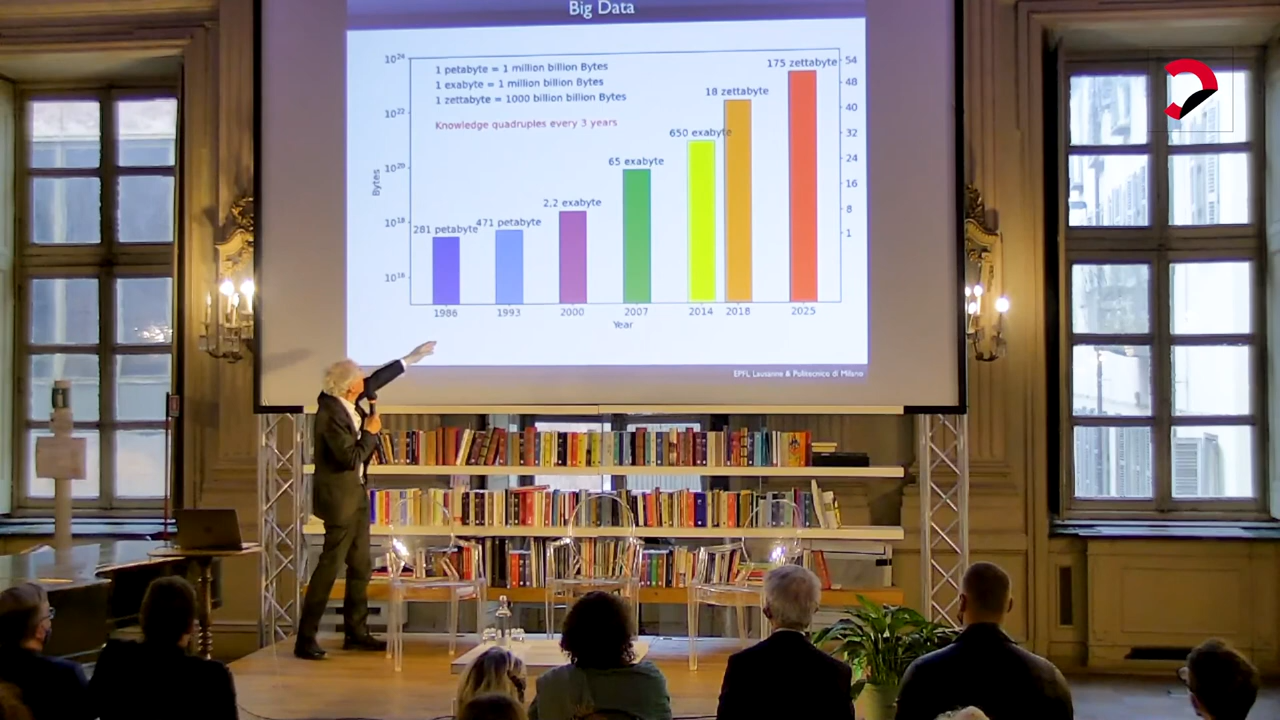 Big Data
1 petabyte = 1 million billion Bytes
1 exabyte = 1 million billion Bytes
1 zettabyte = 1000 billion billion Bytes
Knowledge quadruples every 3 years
281 petabyte
471 petabyte
2,2 exabyte
65 exabyte
650 exabyte
18 zettabyte
175 zettabyte
10²⁴
10²²
10²⁰
10¹⁸
10¹⁶
Bytes
54
48
40
32
24
16
8
1
1986 1993 2000 2007 2014 2018 2025
Year
EPFL Lausanne & Politecnico di Milano